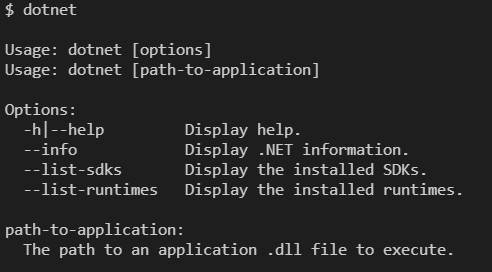 $ dotnet
Usage: dotnet [options]
Usage: dotnet [path-to-application]
Options:
-h|--help Display help.
--info Display .NET information.
--list-sdks Display the installed SDKs.
--list-runtimes Display the installed runtimes.
path-to-application:
The path to an application .dll file to execute.